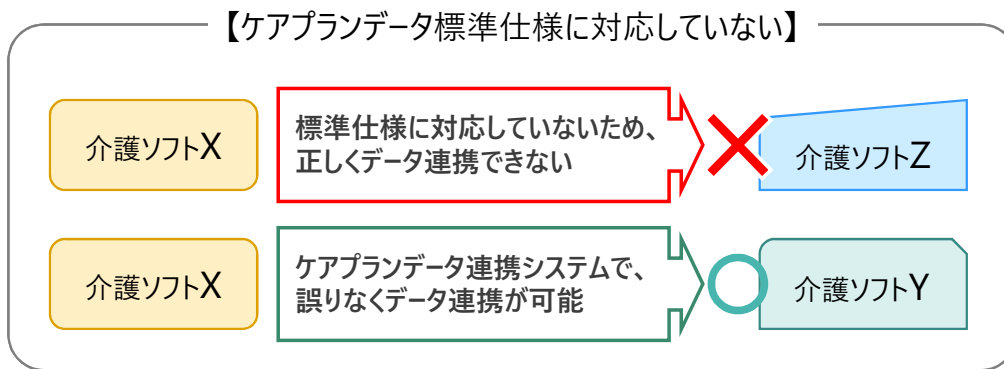 【ケアプランデータ標準仕様に対応していない】
介護ソフトX
標準仕様に対応していないため、
正しくデータ連携できない
介護ソフトZ
介護ソフトX
ケアプランデータ連携システムで、
誤りなくデータ連携が可能
介護ソフトY